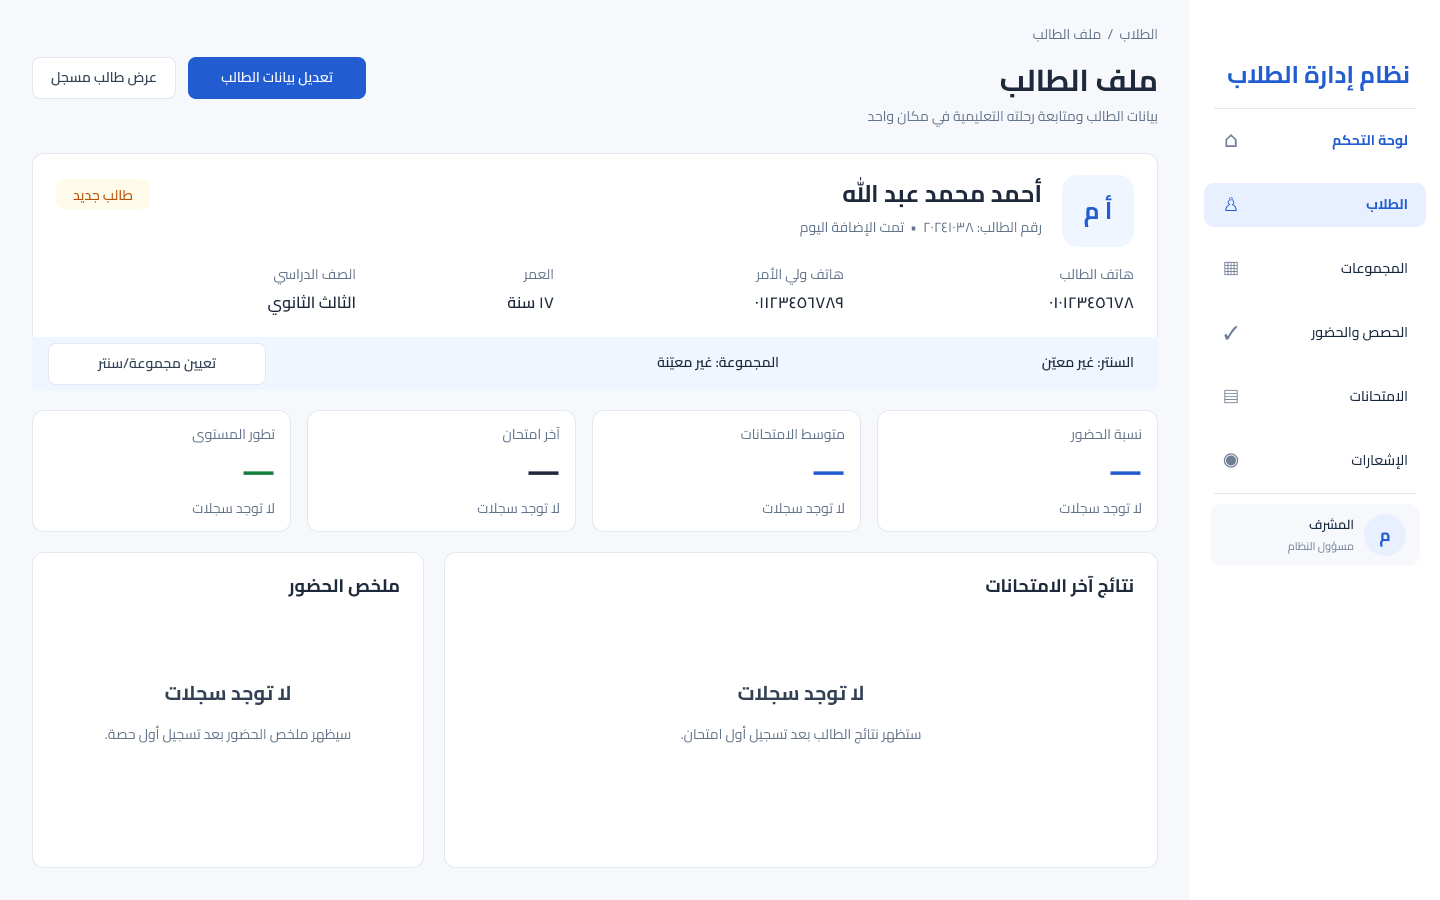 نظام إدارة الطلاب
لوحة التحكم
الطلاب
المجموعات
الحصص والحضور
الامتحانات
الإشعارات
م
المشرف
مسؤول النظام
الطلاب / ملف الطالب
ملف الطالب
بيانات الطالب ومتابعة رحلته التعليمية في مكان واحد
تعديل بيانات الطالب
عرض طالب مسجل
أ م
أحمد محمد عبد الله
طالب جديد
رقم الطالب: ٢٠٢٤١٠٣٨ • تمت الإضافة اليوم
هاتف الطالب
٠١٠١٢٣٤٥٦٧٨
هاتف ولي الأمر
٠١١٢٣٤٥٦٧٨٩
العمر
١٧ سنة
الصف الدراسي
الثالث الثانوي
السنتر: غير معيّن
المجموعة: غير معيّنة
تعيين مجموعة/سنتر
نسبة الحضور
—
لا توجد سجلات
متوسط الامتحانات
—
لا توجد سجلات
آخر امتحان
—
لا توجد سجلات
تطور المستوى
—
لا توجد سجلات
نتائج آخر الامتحانات
لا توجد سجلات
ستظهر نتائج الطالب بعد تسجيل أول امتحان.
ملخص الحضور
لا توجد سجلات
سيظهر ملخص الحضور بعد تسجيل أول حصة.